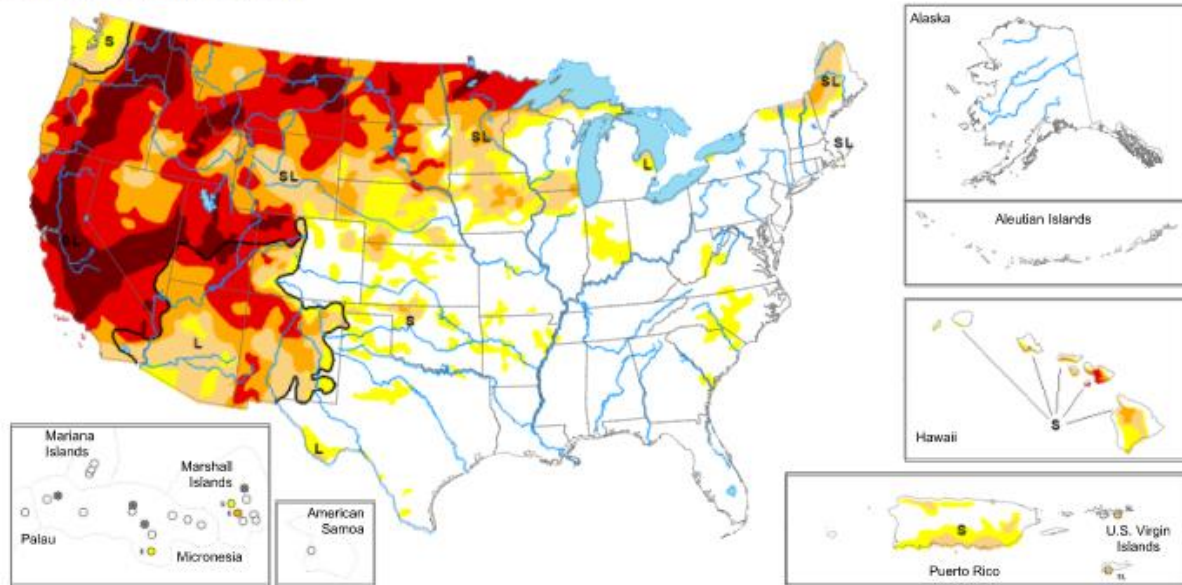 S
SL
SL
SL
SL
L
SL
L
S
L
Alaska
Aleutian Islands
Hawaii
S
Mariana
Islands
Marshall
Islands
Palau
Micronesia
American
Samoa
S
Puerto Rico
U.S. Virgin
Islands